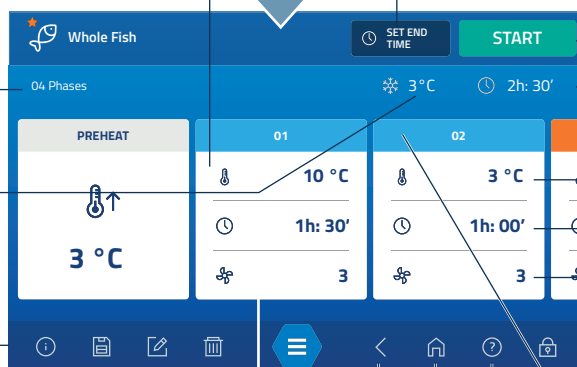 Whole Fish
SET END
TIME
START
04 Phases
3°C
2h: 30’
PREHEAT
3 °C
01
10 °C
1h: 30’
3
02
3 °C
1h: 00’
3